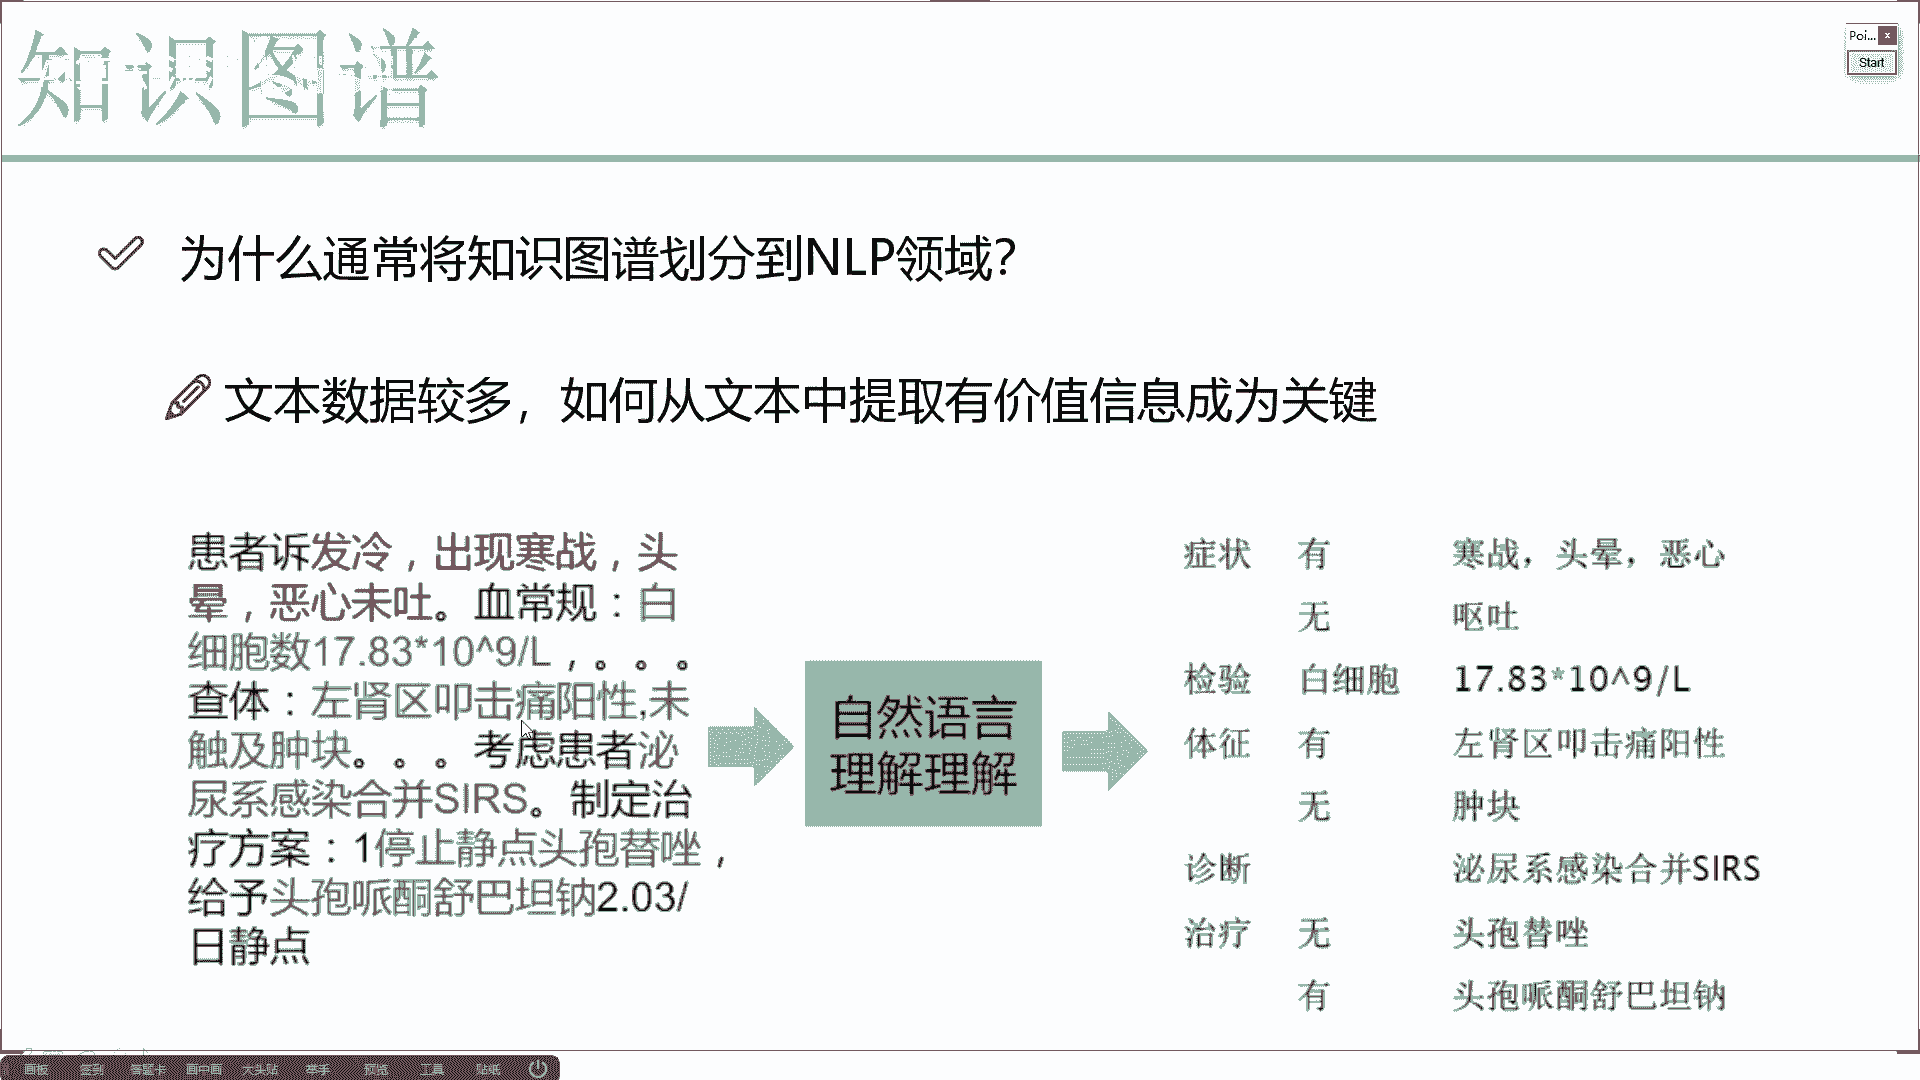 知识图谱
Poi... x
Start
为什么通常将知识图谱划分到NLP领域?
文本数据较多，如何从文本中提取有价值信息成为关键
患者诉发冷，出现寒战，头
晕，恶心未吐。血常规：白
细胞数17.83*10^9/L，。。。
查体：左肾区叩击痛阳性,未
触及肿块。。。考虑患者泌
尿系感染合并SIRS。制定治
疗方案：1停止静点头孢替唑，
给予头孢哌酮舒巴坦钠2.03/
日静点
自然语言
理解理解
症状 有 寒战，头晕，恶心
无 呕吐
检验 白细胞 17.83*10^9/L
体征 有 左肾区叩击痛阳性
无 肿块
诊断 泌尿系感染合并SIRS
治疗 无 头孢替唑
有 头孢哌酮舒巴坦钠
画板 签到 答题卡 画中画 大头贴 举手 预览 工具 贴纸